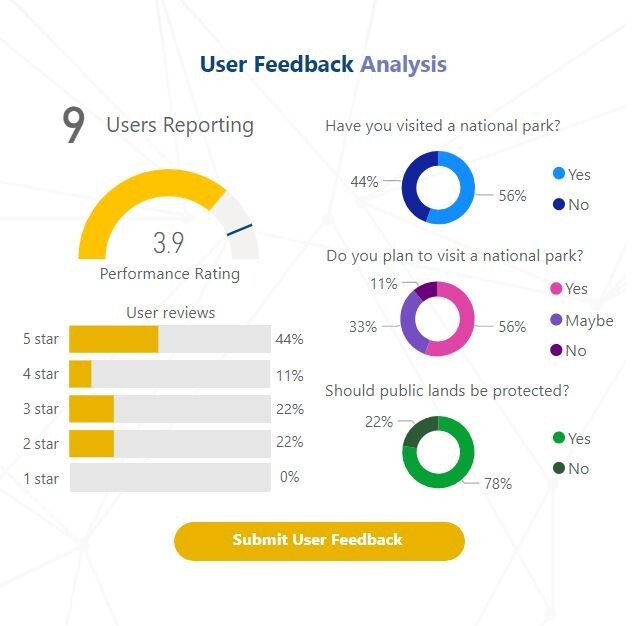 User Feedback Analysis
9 Users Reporting
3.9
Performance Rating
User reviews
5 star 44%
4 star 11%
3 star 22%
2 star 22%
1 star 0%
Have you visited a national park?
44%
56%
Yes
No
Do you plan to visit a national park?
11%
33%
56%
Yes
Maybe
No
Should public lands be protected?
22%
78%
Yes
No
Submit User Feedback